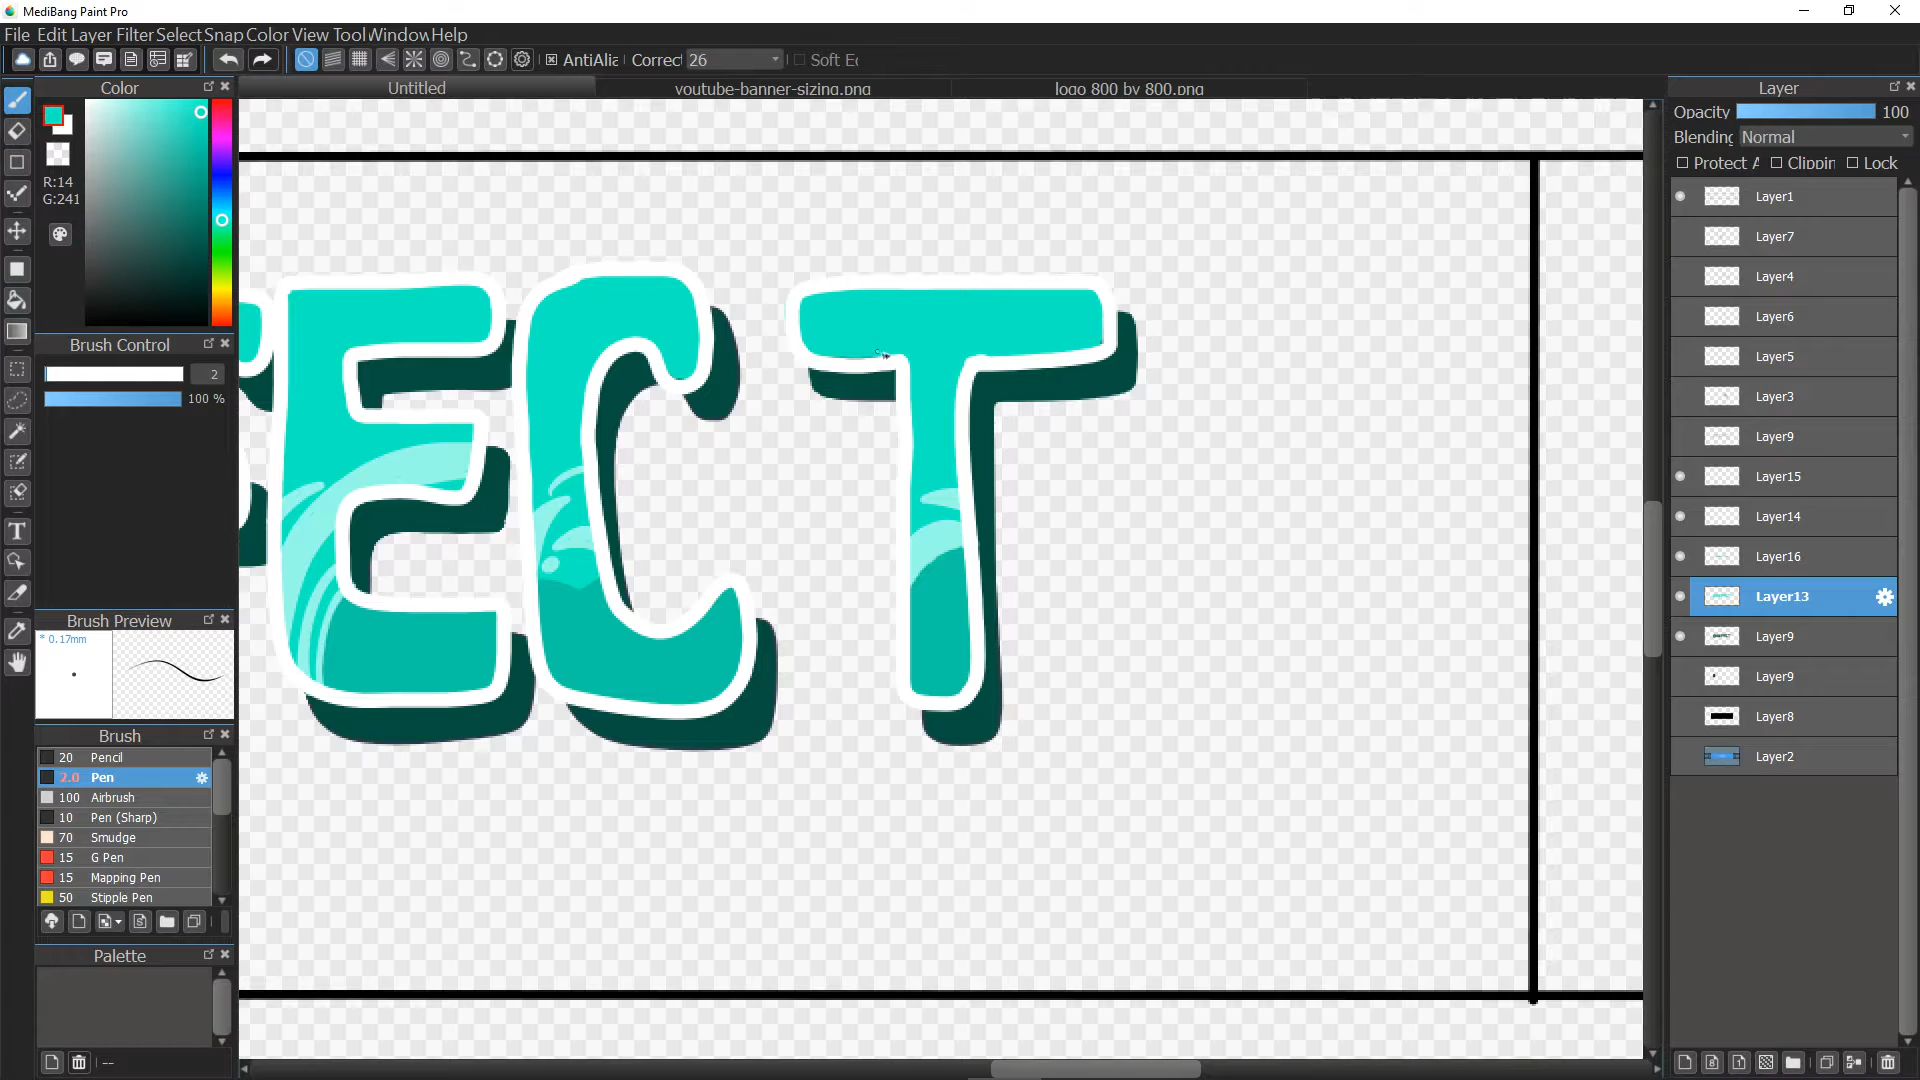 MediBang Paint Pro
File Edit Layer Filter Select Snap Color View Tool Window Help
AntiAlia Correct 26 Soft Ec
Color
Untitled
youtube-banner-sizing.png
logo 800 by 800.png
Layer
Opacity 100
Blending Normal
Protect A Clippin Lock
R:14
G:241
Brush Control
2
100 %
Brush Preview
* 0.17mm
Brush
20 Pencil
2.0 Pen
100 Airbrush
10 Pen (Sharp)
70 Smudge
15 G Pen
15 Mapping Pen
50 Stipple Pen
Palette
--
ECT
Layer1
Layer7
Layer4
Layer6
Layer5
Layer3
Layer9
Layer15
Layer14
Layer16
Layer13
Layer9
Layer9
Layer8
Layer2